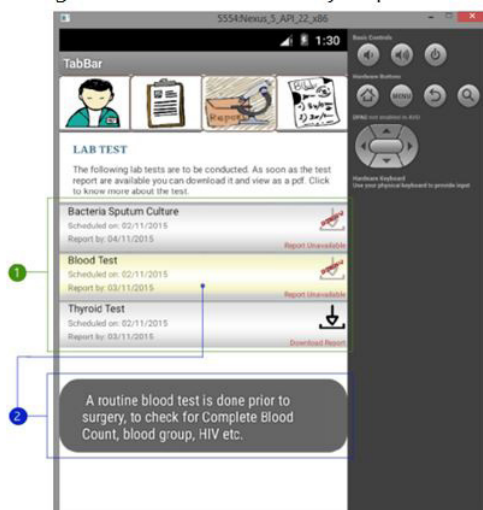 5554:Nexus_5_API_22_x86
1:30
TabBar
Report
LAB TEST
The following lab tests are to be conducted. As soon as the test
report are available you can download it and view as a pdf. Click
to know more about the test.
Bacteria Sputum Culture
Scheduled on: 02/11/2015
Report by: 04/11/2015
Report Unavailable
Blood Test
Scheduled on: 02/11/2015
Report by: 03/11/2015
Report Unavailable
Thyroid Test
Scheduled on: 02/11/2015
Report by: 03/11/2015
Download Report
A routine blood test is done prior to
surgery, to check for Complete Blood
Count, blood group, HIV etc.
1
2
Basic Controls
Hardware Buttons
MENU
DPAD not enabled in AVD
Hardware Keyboard
Use your physical keyboard to provide input